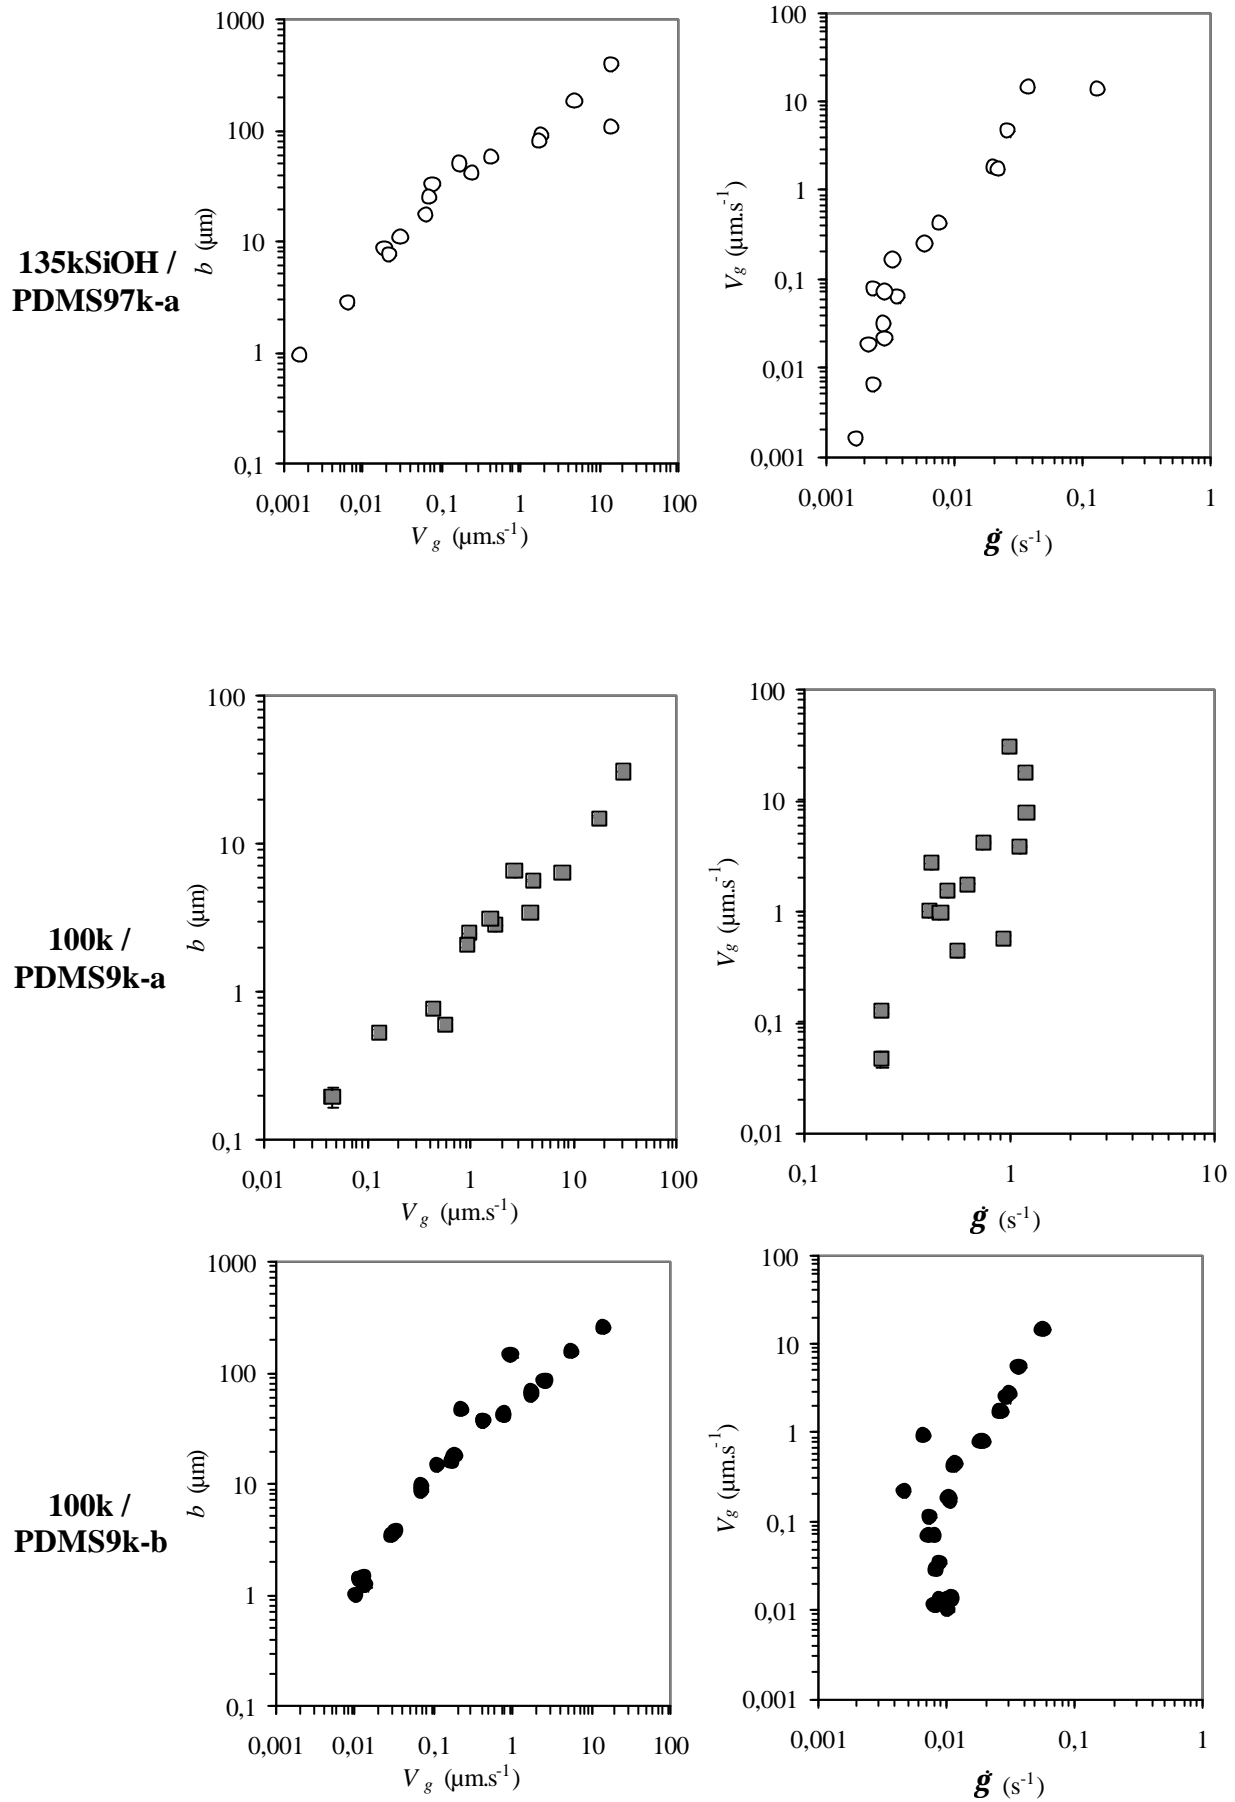 135kSiOH /
PDMS97k-a
1000
100
10
1
0,1
b (µm)
0,001 0,01 0,1 1 10 100
V g (µm.s-1)
100
10
1
0,1
0,01
0,001
Vg (µm.s-1)
0,001 0,01 0,1 1
ġ (s-1)
100k /
PDMS9k-a
100
10
1
0,1
b (µm)
0,01 0,1 1 10 100
V g (µm.s-1)
100
10
1
0,1
0,01
Vg (µm.s-1)
0,1 1 10
ġ (s-1)
100k /
PDMS9k-b
1000
100
10
1
0,1
b (µm)
0,001 0,01 0,1 1 10 100
V g (µm.s-1)
100
10
1
0,1
0,01
0,001
Vg (µm.s-1)
0,001 0,01 0,1 1
ġ (s-1)